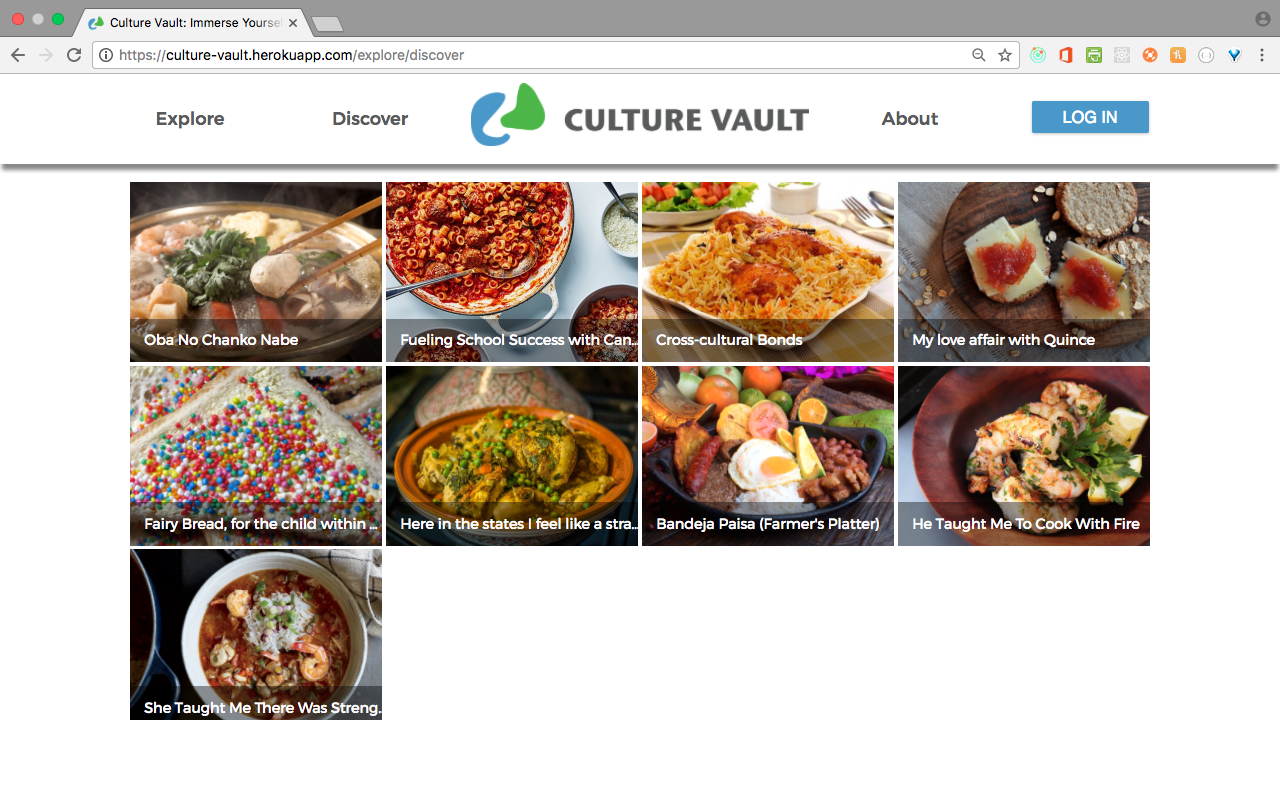 Culture Vault: Immerse Yoursel
https://culture-vault.herokuapp.com/explore/discover
Explore
Discover
CULTURE VAULT
About
LOG IN
Oba No Chanko Nabe
Fueling School Success with Can...
Cross-cultural Bonds
My love affair with Quince
Fairy Bread, for the child within ...
Here in the states I feel like a stra...
Bandeja Paisa (Farmer's Platter)
He Taught Me To Cook With Fire
She Taught Me There Was Streng...